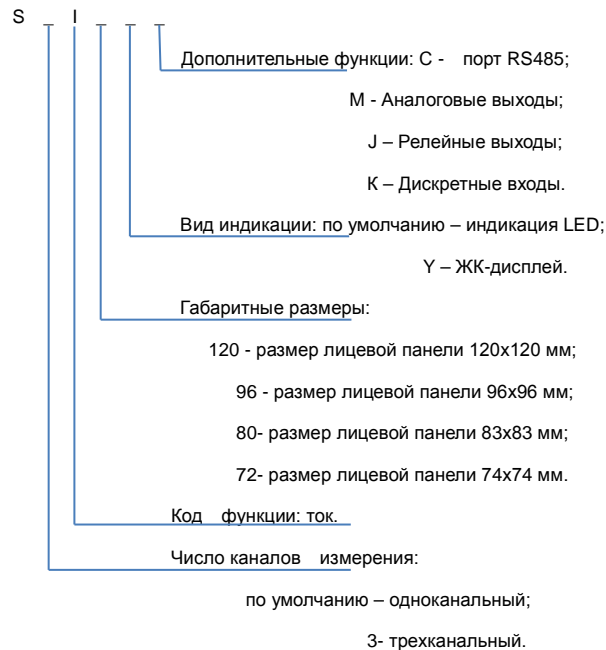 S _ I _ _ _
Дополнительные функции: С - порт RS485;
М - Аналоговые выходы;
J – Релейные выходы;
К – Дискретные входы.
Вид индикации: по умолчанию – индикация LED;
Y – ЖК-дисплей.
Габаритные размеры:
120 - размер лицевой панели 120х120 мм;
96 - размер лицевой панели 96х96 мм;
80- размер лицевой панели 83х83 мм;
72- размер лицевой панели 74х74 мм.
Код функции: ток.
Число каналов измерения:
по умолчанию – одноканальный;
3- трехканальный.